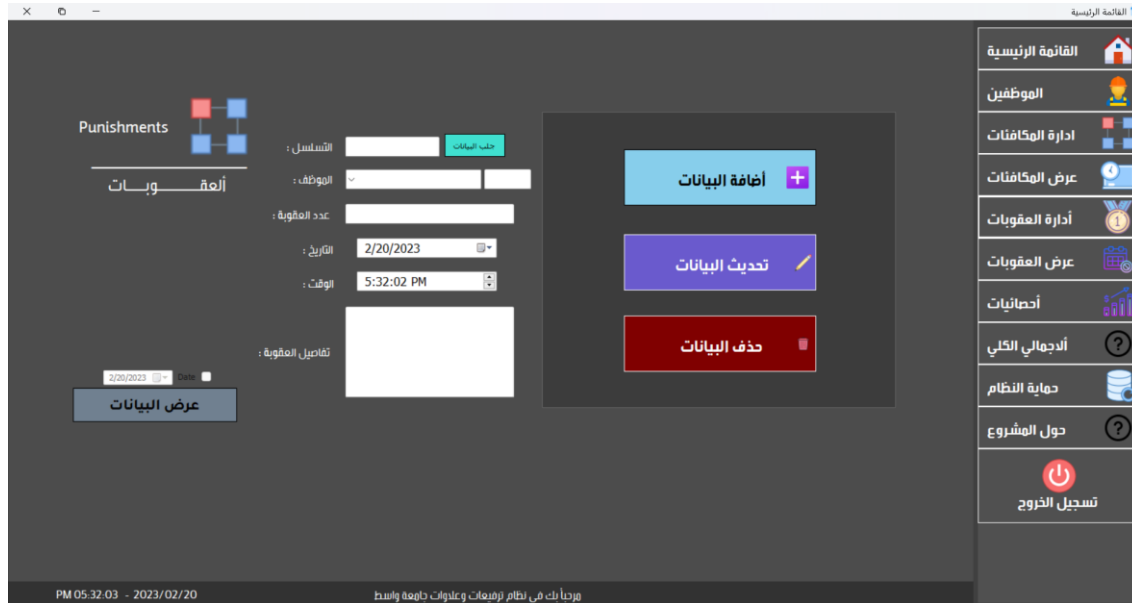 القائمة الرئيسية
القائمة الرئيسية
الموظفين
ادارة المكافئات
عرض المكافئات
أدارة العقوبات
عرض العقوبات
أحصائيات
ألاجمالي الكلي
حماية النظام
حول المشروع
تسجيل الخروج
أضافة البيانات
تحديث البيانات
حذف البيانات
التسلسل :
جلب البيانات
الموظف :
عدد العقوبة :
التاريخ :
2/20/2023
الوقت :
5:32:02 PM
تفاصيل العقوبة :
Punishments
ألعقــــــوبــــات
2/20/2023
Date
عرض البيانات
مرحبأ بك في نظام ترفيعات وعلاوات جامعة واسط
PM 05:32:03 - 2023/02/20